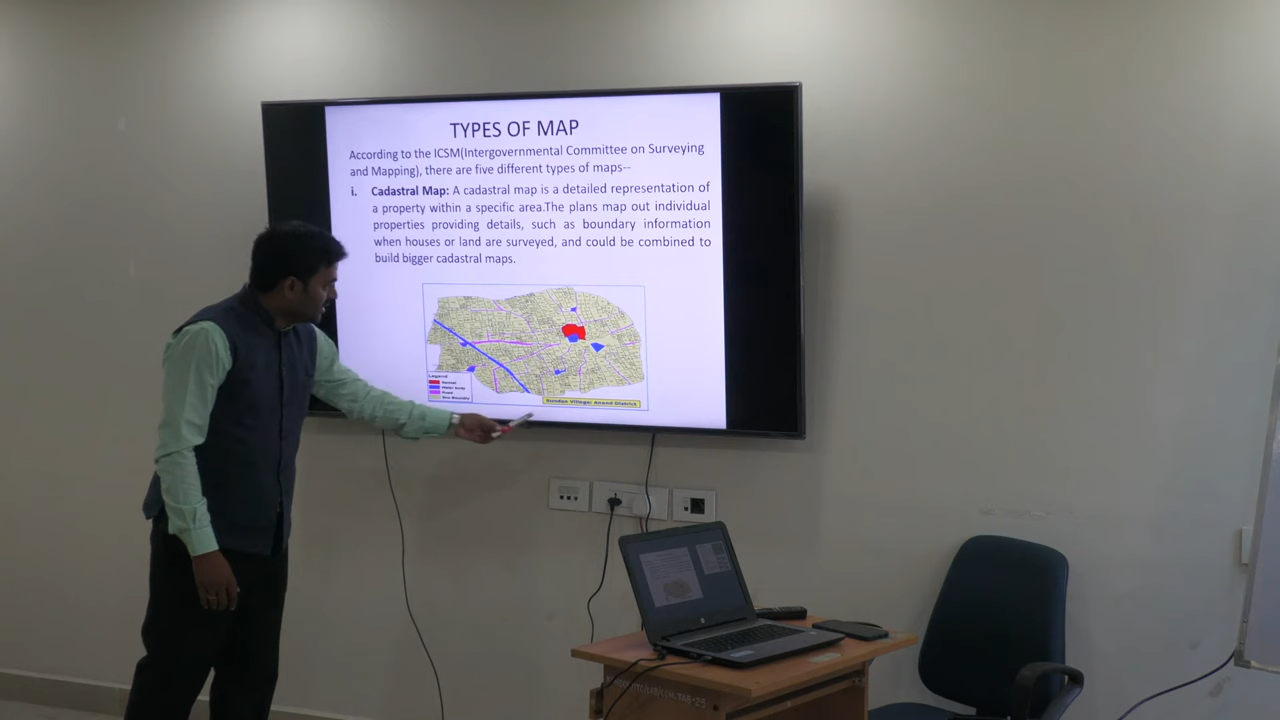 TYPES OF MAP
According to the ICSM(Intergovernmental Committee on Surveying
and Mapping), there are five different types of maps--
i. Cadastral Map: A cadastral map is a detailed representation of
a property within a specific area.The plans map out individual
properties providing details, such as boundary information
when houses or land are surveyed, and could be combined to
build bigger cadastral maps.
Legend
Water body
Road
Village: Anand District